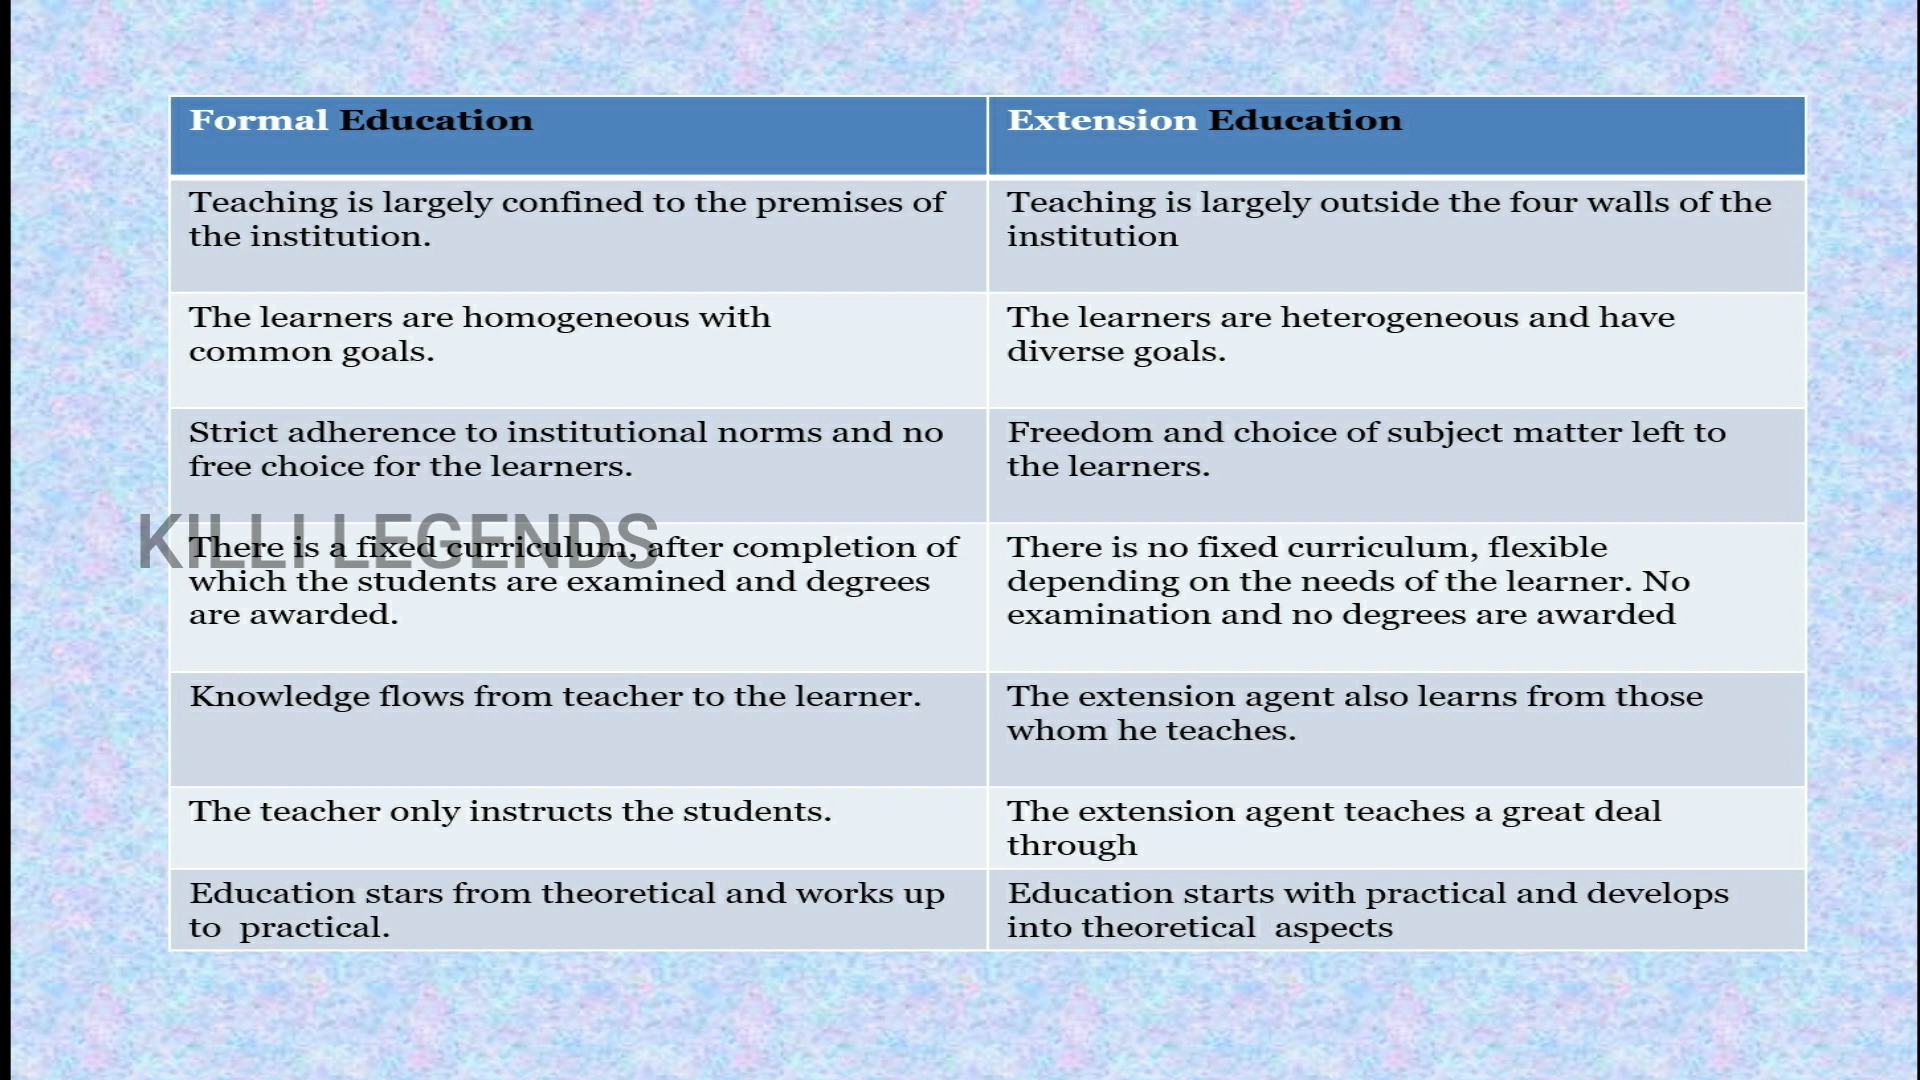 Formal Education
Extension Education
Teaching is largely confined to the premises of
the institution.
Teaching is largely outside the four walls of the
institution
The learners are homogeneous with
common goals.
The learners are heterogeneous and have
diverse goals.
Strict adherence to institutional norms and no
free choice for the learners.
Freedom and choice of subject matter left to
the learners.
KILLI LEGENDS
There is a fixed curriculum, after completion of
which the students are examined and degrees
are awarded.
There is no fixed curriculum, flexible
depending on the needs of the learner. No
examination and no degrees are awarded
Knowledge flows from teacher to the learner.
The extension agent also learns from those
whom he teaches.
The teacher only instructs the students.
The extension agent teaches a great deal
through
Education stars from theoretical and works up
to  practical.
Education starts with practical and develops
into theoretical  aspects